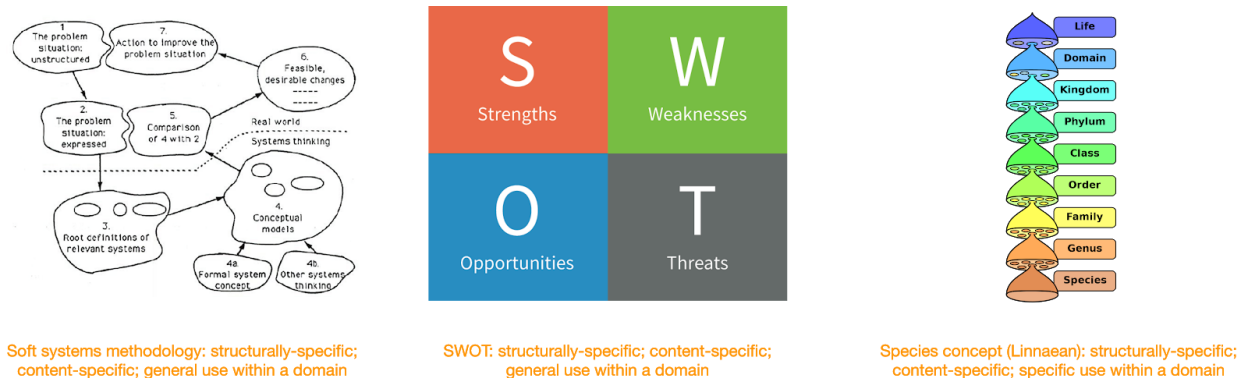 1.
The problem
situation:
unstructured
7.
Action to improve the
problem situation
6.
Feasible,
desirable changes
2.
The problem
situation:
expressed
5.
Comparison
of 4 with 2
Real world
Systems thinking
3.
Root definitions of
relevant systems
4.
Conceptual
models
4a.
Formal system
concept
4b.
Other systems
thinking
Soft systems methodology: structurally-specific;
content-specific; general use within a domain
S
Strengths
W
Weaknesses
O
Opportunities
T
Threats
SWOT: structurally-specific; content-specific;
general use within a domain
Life
Domain
Kingdom
Phylum
Class
Order
Family
Genus
Species
Species concept (Linnaean): structurally-specific;
content-specific; specific use within a domain